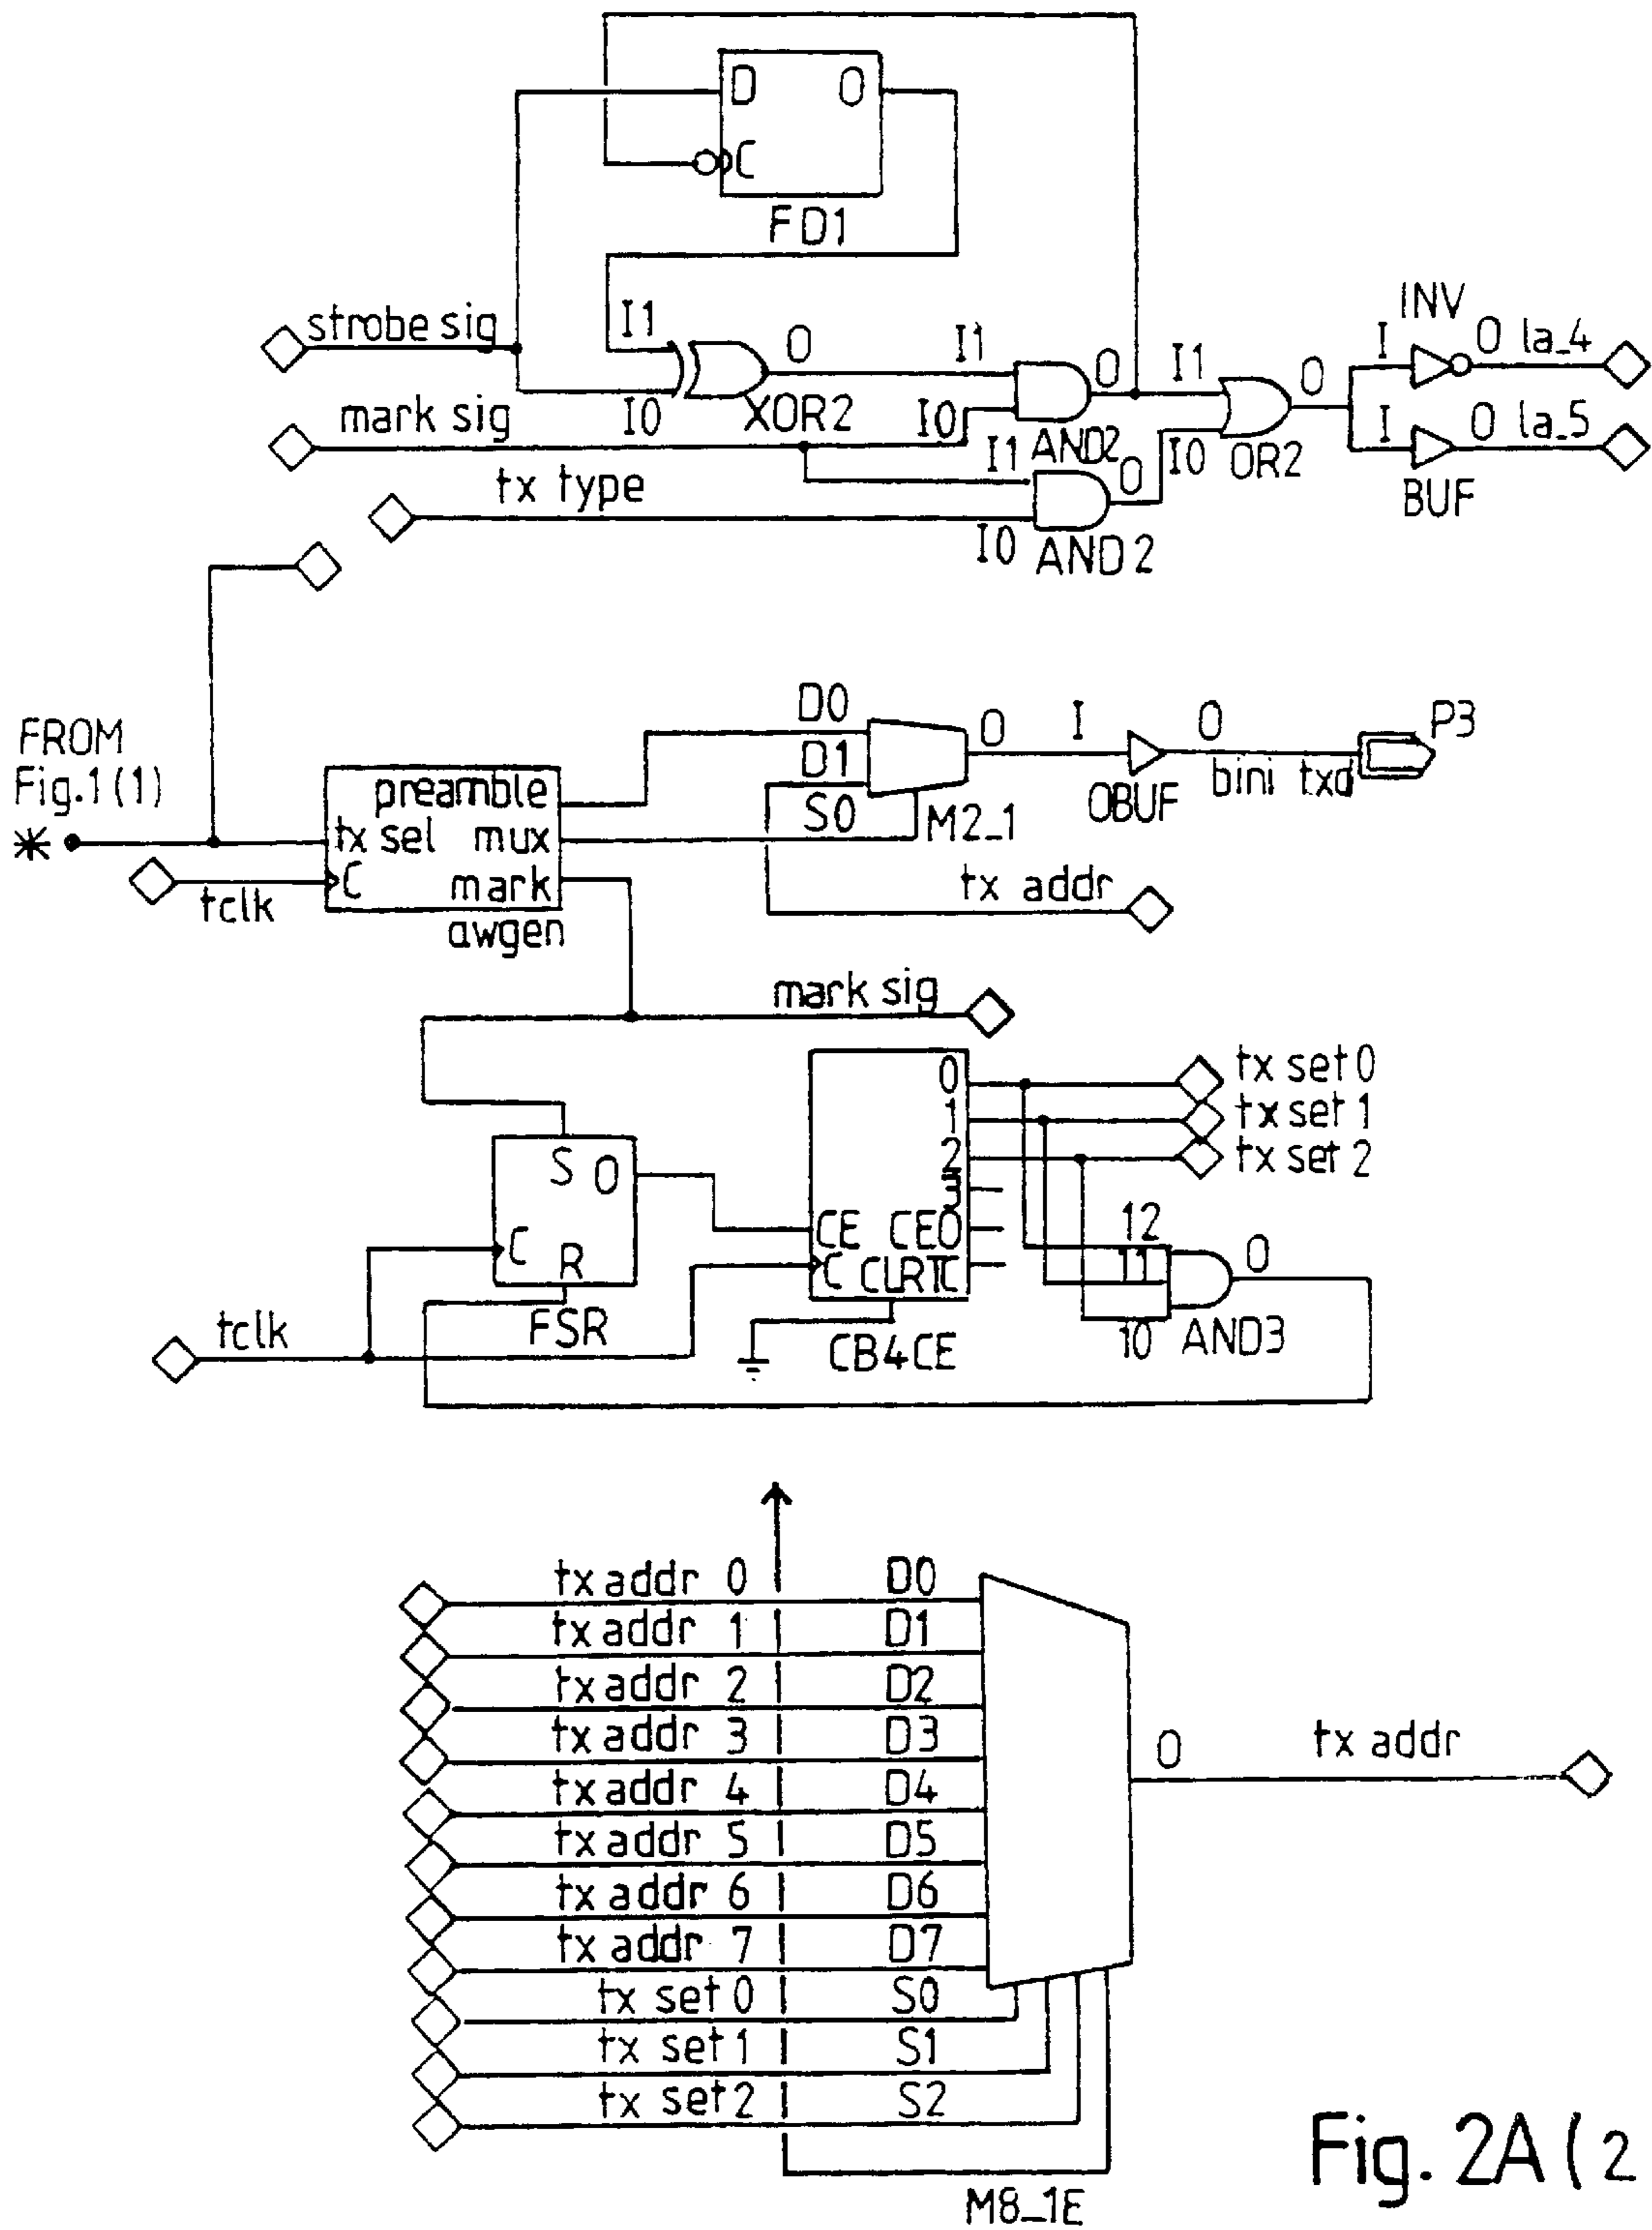 D O
C
FD1
strobe sig
I1
O
I1
O
I1
O
INV
I
O la_4
I0
XOR2
mark sig
I0
AND2
I0
OR2
I
O la_5
BUF
I1
O
tx type
I0
AND2
FROM
Fig.1(1)
*
D0
D1
S0
M2_1
O
I
OBUF
O
bini txd
P3
preamble
tx sel mux
C mark
awgen
tclk
tx addr
mark sig
0
1
2
3
CE CEO
C CLR TC
CB4CE
tx set 0
tx set 1
tx set 2
S O
C
R
FSR
tclk
12
11
10
O
AND3
tx addr 0 D0
tx addr 1 D1
tx addr 2 D2
tx addr 3 D3
tx addr 4 D4
tx addr 5 D5
tx addr 6 D6
tx addr 7 D7
tx set 0 S0
tx set 1 S1
tx set 2 S2
O tx addr
M8_1E
Fig. 2A(2